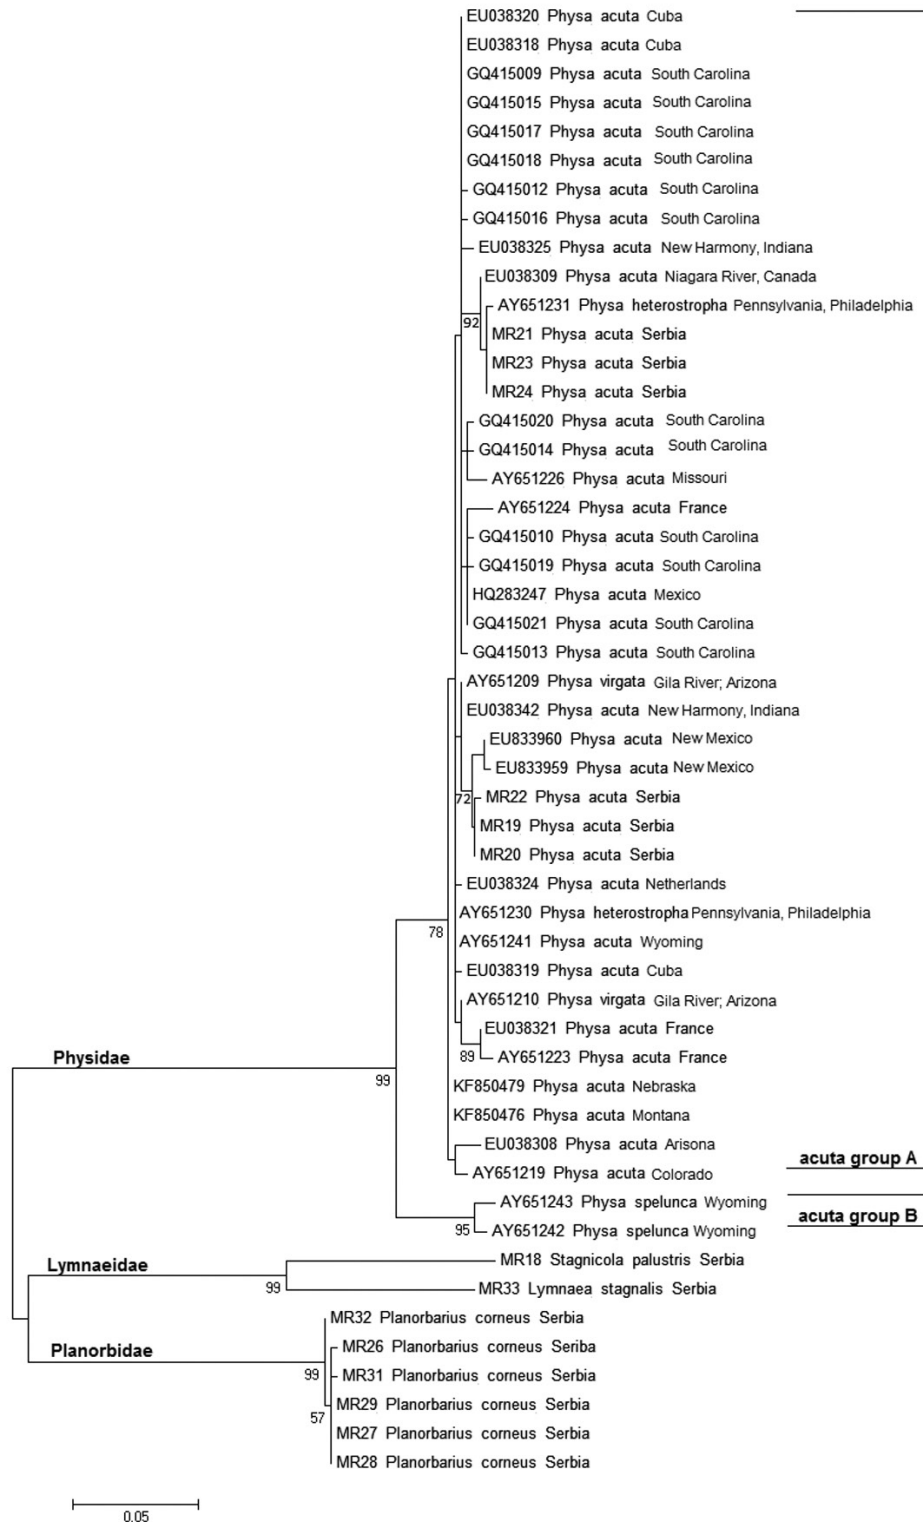 EU038320 Physa acuta Cuba
EU038318 Physa acuta Cuba
GQ415009 Physa acuta South Carolina
GQ415015 Physa acuta South Carolina
GQ415017 Physa acuta South Carolina
GQ415018 Physa acuta South Carolina
GQ415012 Physa acuta South Carolina
GQ415016 Physa acuta South Carolina
EU038325 Physa acuta New Harmony, Indiana
EU038309 Physa acuta Niagara River, Canada
AY651231 Physa heterostropha Pennsylvania, Philadelphia
92
MR21 Physa acuta Serbia
MR23 Physa acuta Serbia
MR24 Physa acuta Serbia
GQ415020 Physa acuta South Carolina
GQ415014 Physa acuta South Carolina
AY651226 Physa acuta Missouri
AY651224 Physa acuta France
GQ415010 Physa acuta South Carolina
GQ415019 Physa acuta South Carolina
HQ283247 Physa acuta Mexico
GQ415021 Physa acuta South Carolina
GQ415013 Physa acuta South Carolina
AY651209 Physa virgata Gila River; Arizona
EU038342 Physa acuta New Harmony, Indiana
EU833960 Physa acuta New Mexico
EU833959 Physa acuta New Mexico
72
MR22 Physa acuta Serbia
MR19 Physa acuta Serbia
MR20 Physa acuta Serbia
EU038324 Physa acuta Netherlands
AY651230 Physa heterostropha Pennsylvania, Philadelphia
78
AY651241 Physa acuta Wyoming
EU038319 Physa acuta Cuba
AY651210 Physa virgata Gila River; Arizona
EU038321 Physa acuta France
89
AY651223 Physa acuta France
Physidae
99
KF850479 Physa acuta Nebraska
KF850476 Physa acuta Montana
EU038308 Physa acuta Arisona
acuta group A
AY651219 Physa acuta Colorado
AY651243 Physa spelunca Wyoming
acuta group B
95
AY651242 Physa spelunca Wyoming
MR18 Stagnicola palustris Serbia
Lymnaeidae
99
MR33 Lymnaea stagnalis Serbia
MR32 Planorbarius corneus Serbia
MR26 Planorbarius corneus Seriba
Planorbidae
99
MR31 Planorbarius corneus Serbia
MR29 Planorbarius corneus Serbia
57
MR27 Planorbarius corneus Serbia
MR28 Planorbarius corneus Serbia
0.05